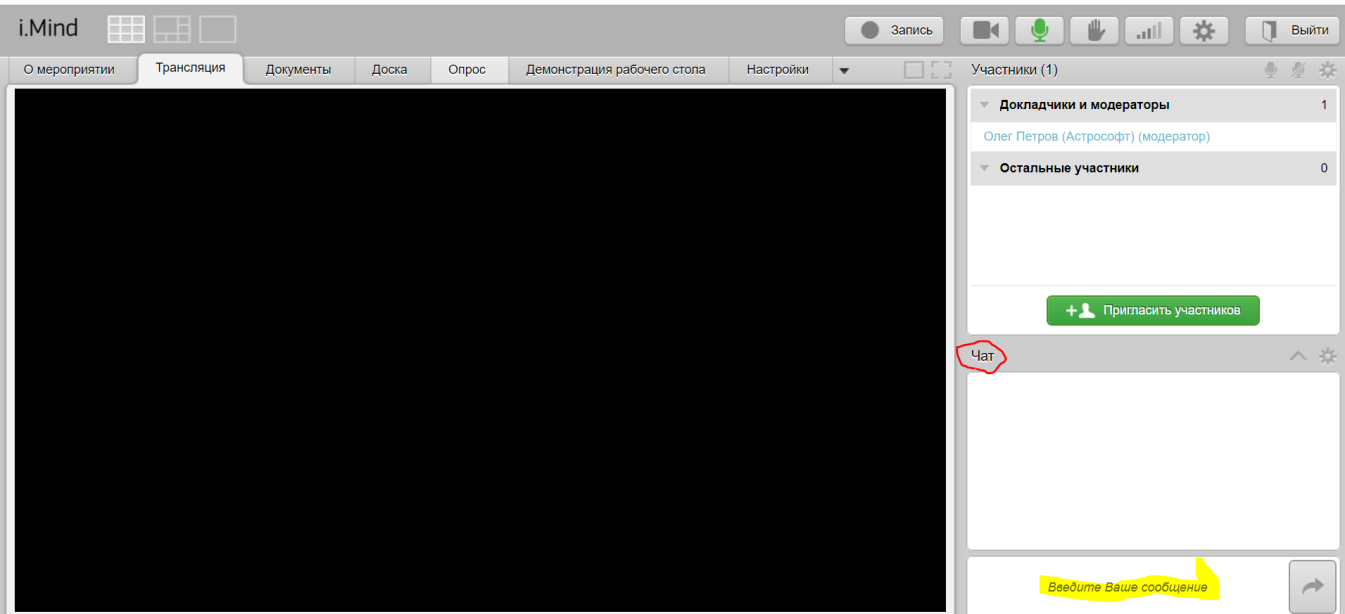 i.Mind
Запись
Выйти
О мероприятии Трансляция Документы Доска Опрос Демонстрация рабочего стола Настройки
Участники (1)
Докладчики и модераторы 1
Олег Петров (Астрософт) (модератор)
Остальные участники 0
Пригласить участников
Чат
Введите Ваше сообщение